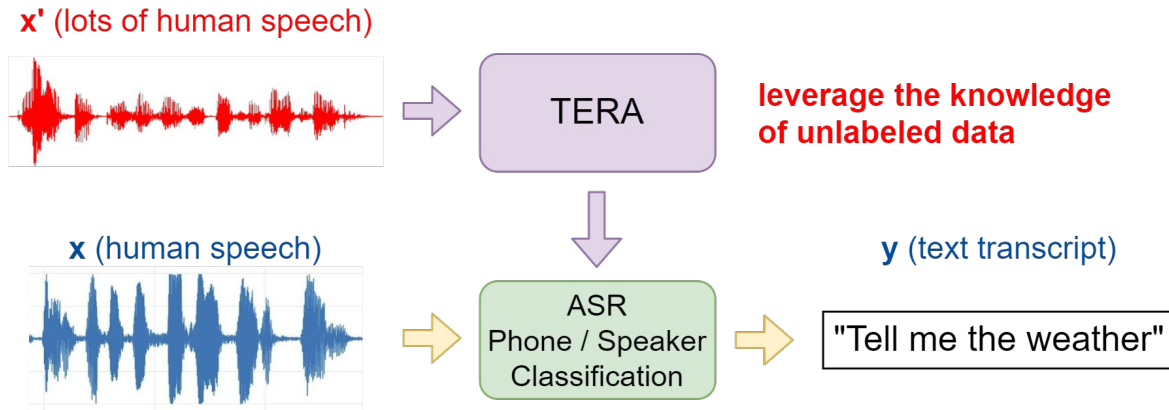 x' (lots of human speech)
TERA
leverage the knowledge
of unlabeled data
x (human speech)
y (text transcript)
ASR
Phone / Speaker
Classification
"Tell me the weather"